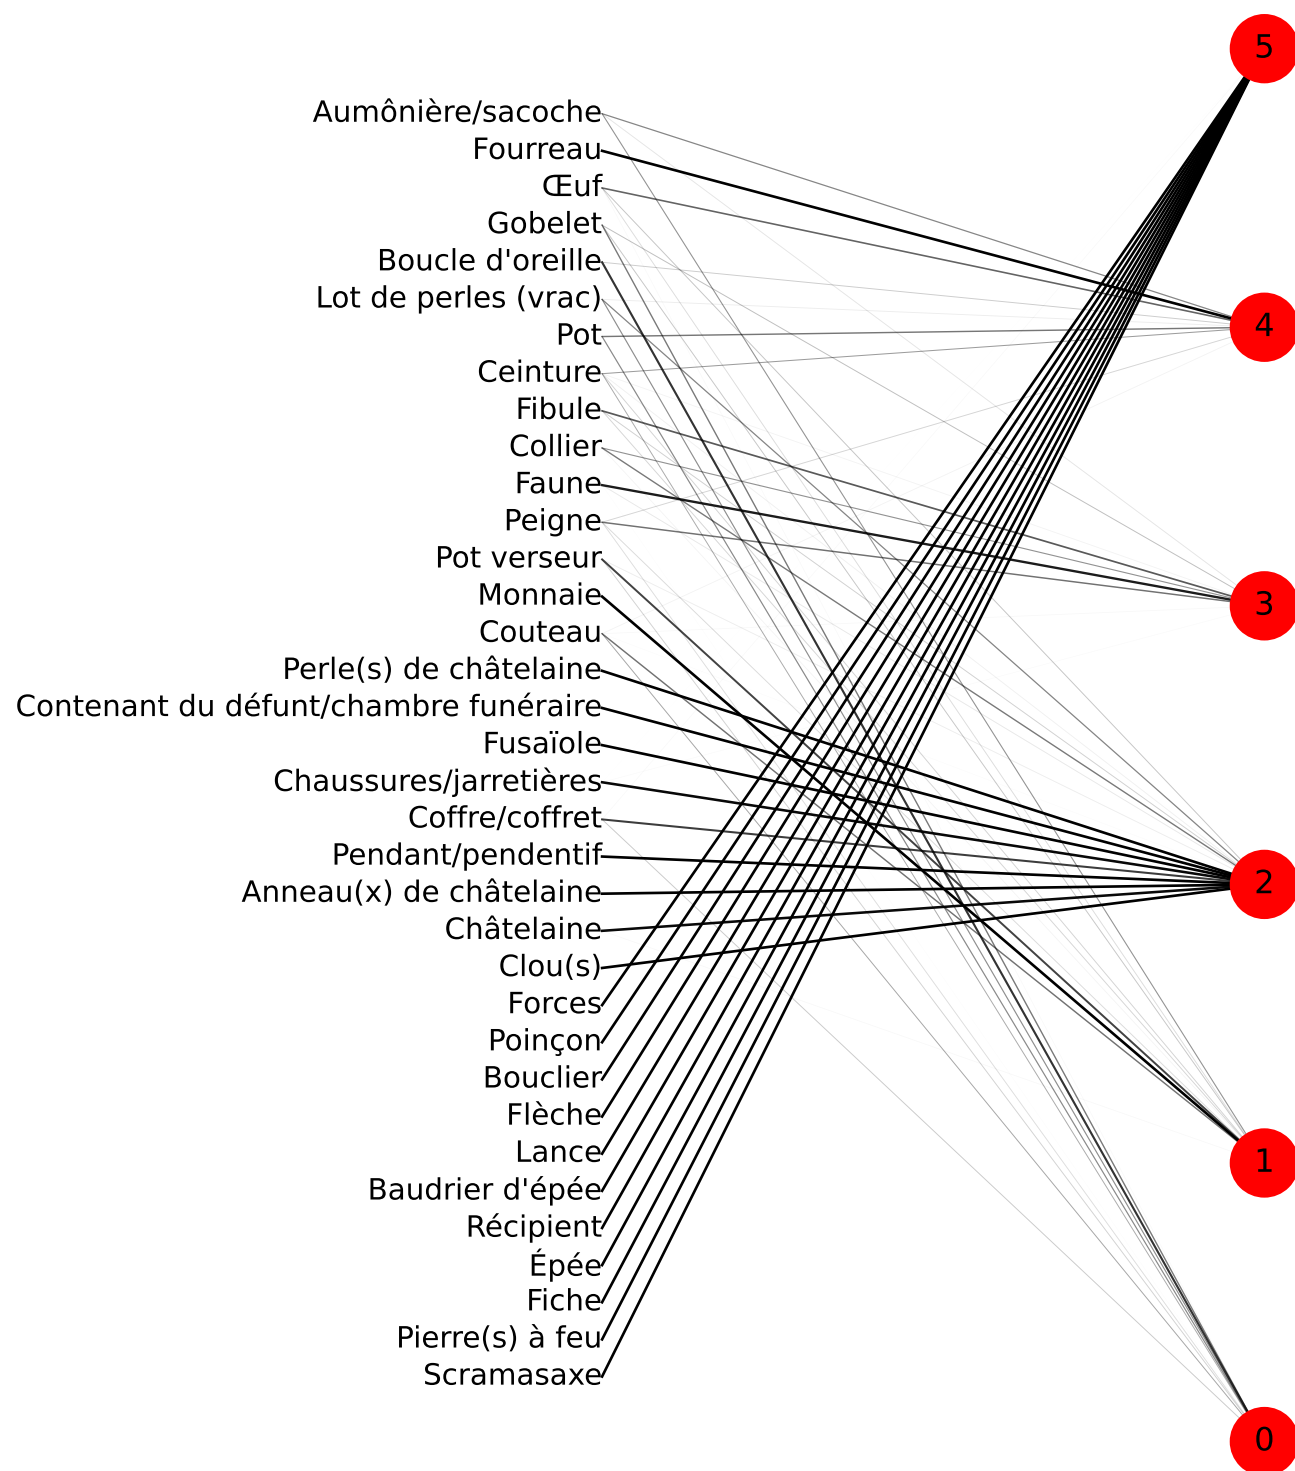 5
Aumônière/sacoche
Fourreau
Œuf
Gobelet
Boucle d'oreille
Lot de perles (vrac)
4
Pot
Ceinture
Fibule
Collier
Faune
Peigne
Pot verseur
Monnaie
3
Couteau
Perle(s) de châtelaine
Contenant du défunt/chambre funéraire
Fusaïole
Chaussures/jarretières
Coffre/coffret
Pendant/pendentif
2
Anneau(x) de châtelaine
Châtelaine
Clou(s)
Forces
Poinçon
Bouclier
Flèche
Lance
1
Baudrier d'épée
Récipient
Épée
Fiche
Pierre(s) à feu
Scramasaxe
0